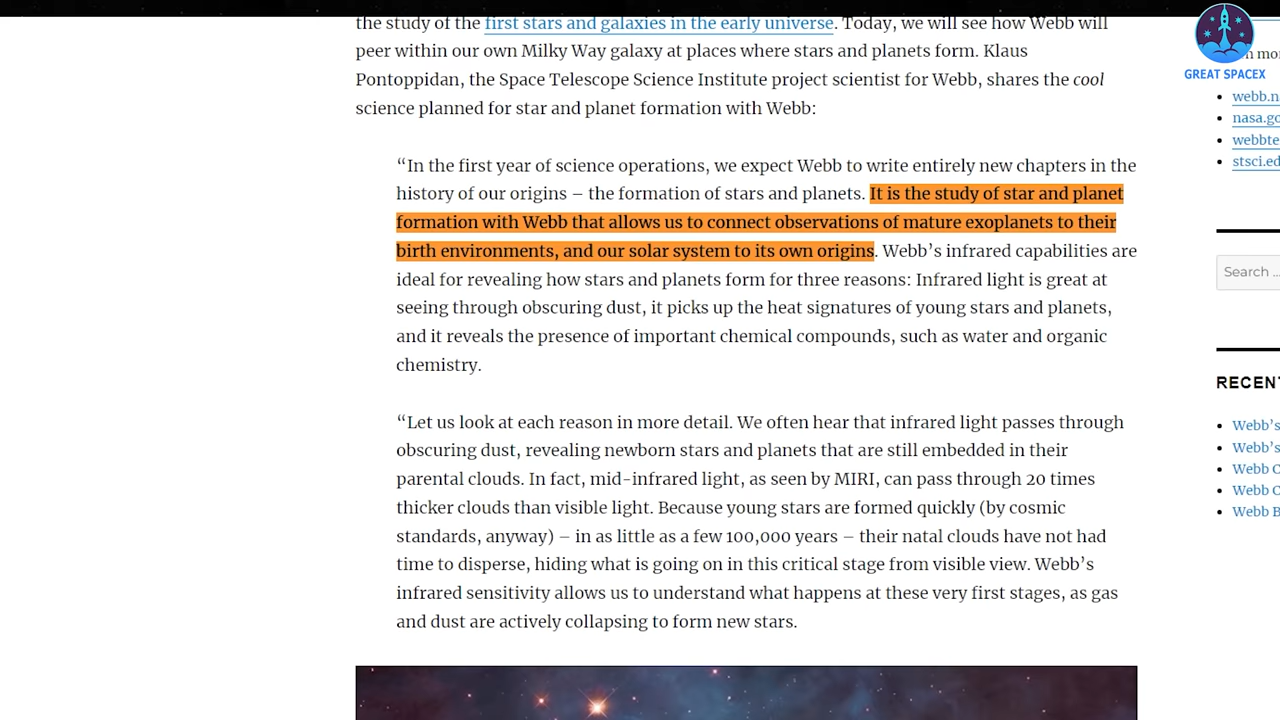 the study of the first stars and galaxies in the early universe. Today, we will see how Webb will
peer within our own Milky Way galaxy at places where stars and planets form. Klaus
Pontoppidan, the Space Telescope Science Institute project scientist for Webb, shares the cool
science planned for star and planet formation with Webb:
“In the first year of science operations, we expect Webb to write entirely new chapters in the
history of our origins – the formation of stars and planets. It is the study of star and planet
formation with Webb that allows us to connect observations of mature exoplanets to their
birth environments, and our solar system to its own origins. Webb’s infrared capabilities are
ideal for revealing how stars and planets form for three reasons: Infrared light is great at
seeing through obscuring dust, it picks up the heat signatures of young stars and planets,
and it reveals the presence of important chemical compounds, such as water and organic
chemistry.
“Let us look at each reason in more detail. We often hear that infrared light passes through
obscuring dust, revealing newborn stars and planets that are still embedded in their
parental clouds. In fact, mid-infrared light, as seen by MIRI, can pass through 20 times
thicker clouds than visible light. Because young stars are formed quickly (by cosmic
standards, anyway) – in as little as a few 100,000 years – their natal clouds have not had
time to disperse, hiding what is going on in this critical stage from visible view. Webb’s
infrared sensitivity allows us to understand what happens at these very first stages, as gas
and dust are actively collapsing to form new stars.
GREAT SPACEX
webb.n
nasa.go
webbte
stsci.ed
Search ...
RECENT
Webb’s
Webb’s
Webb C
Webb C
Webb B